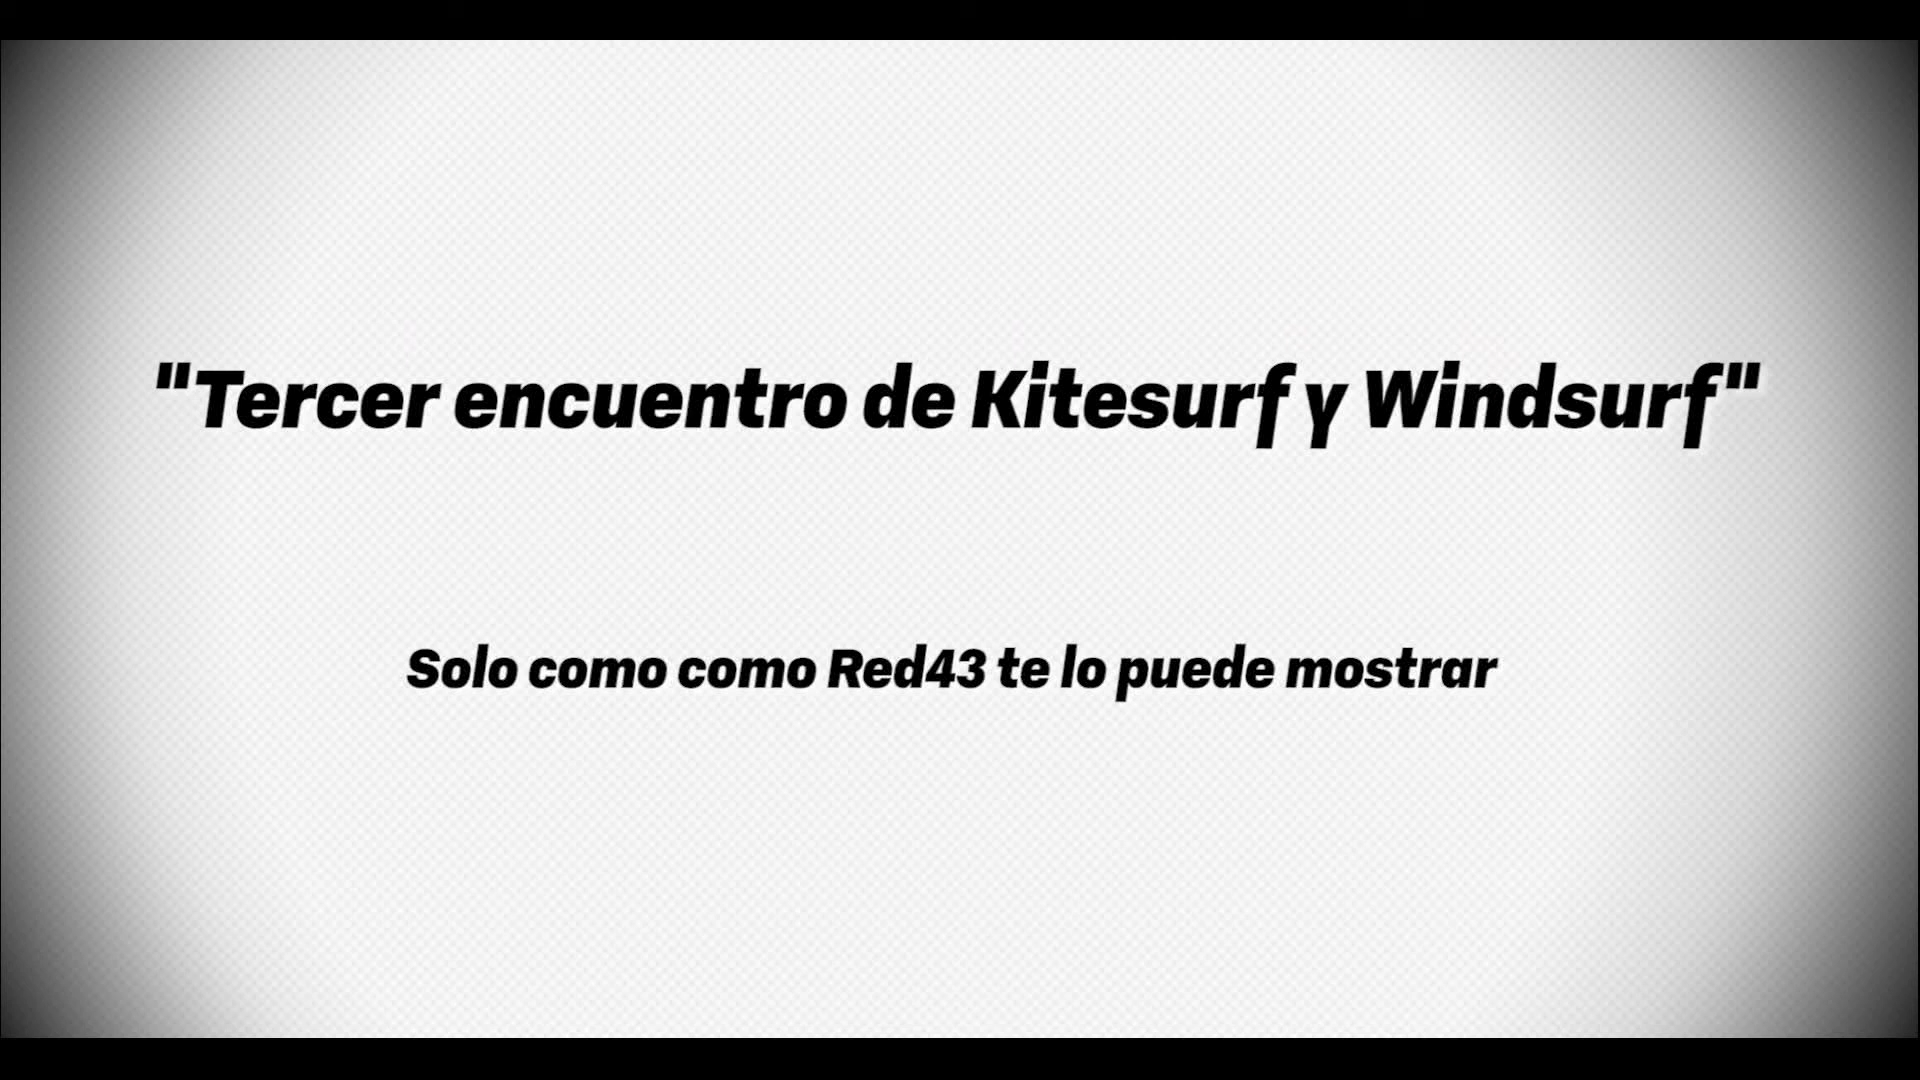 "Tercer encuentro de Kitesurf y Windsurf"
Solo como como Red43 te lo puede mostrar